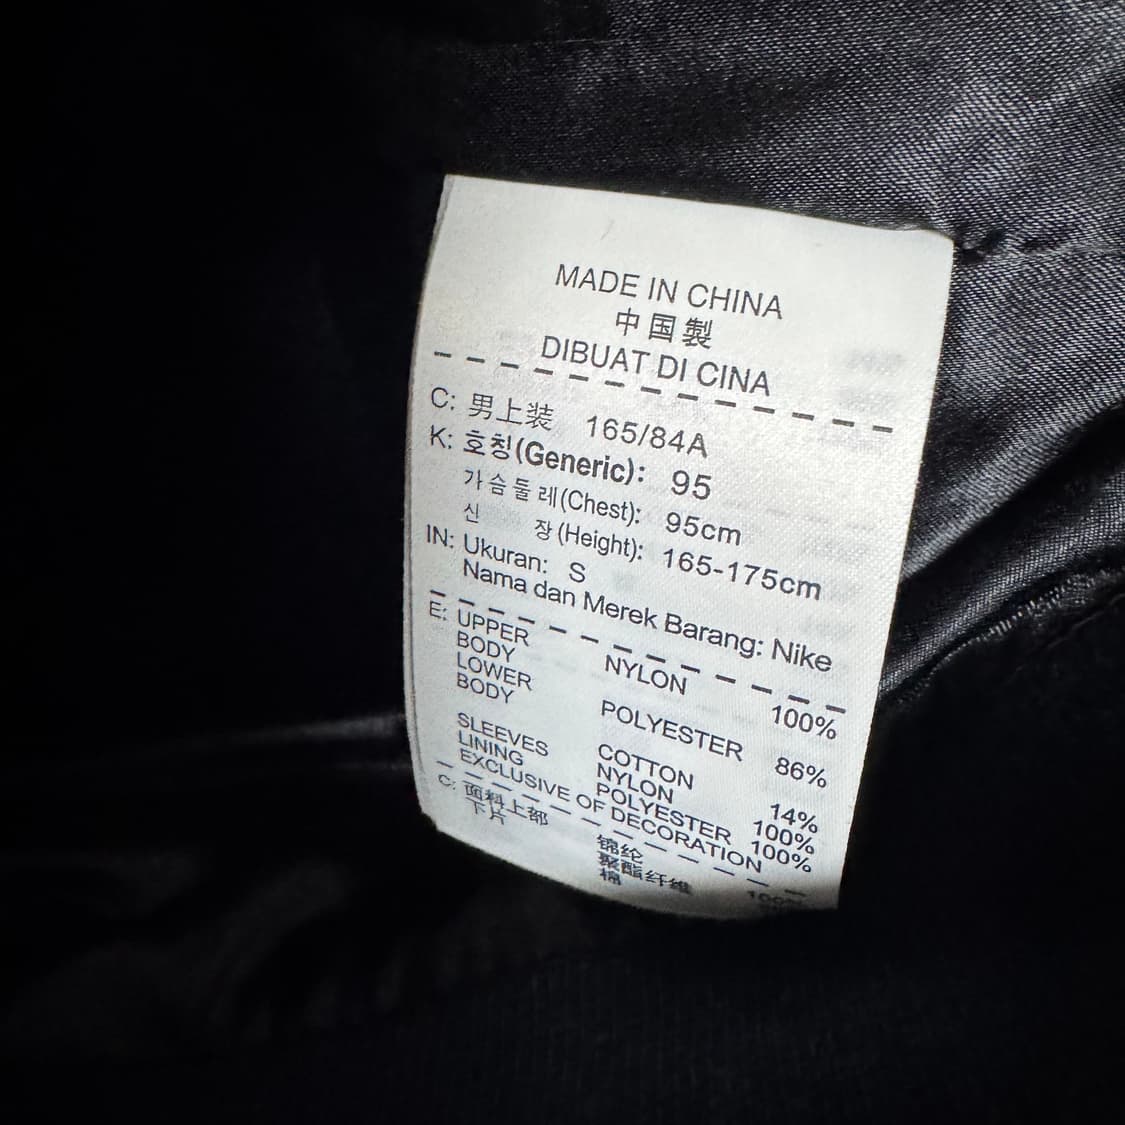 MADE IN CHINA
中国製
DIBUAT DI CINA
C: 男上装 165/84A
K: 호칭(Generic): 95
가슴둘레(Chest): 95cm
신 장(Height): 165-175cm
IN: Ukuran: S
Nama dan Merek Barang: Nike
E: UPPER BODY NYLON 100%
LOWER BODY POLYESTER 86%
COTTON 14%
SLEEVES NYLON 100%
LINING POLYESTER 100%
EXCLUSIVE OF DECORATION
C: 面料上部 锦纶 100%
下片 聚酯纤维
棉